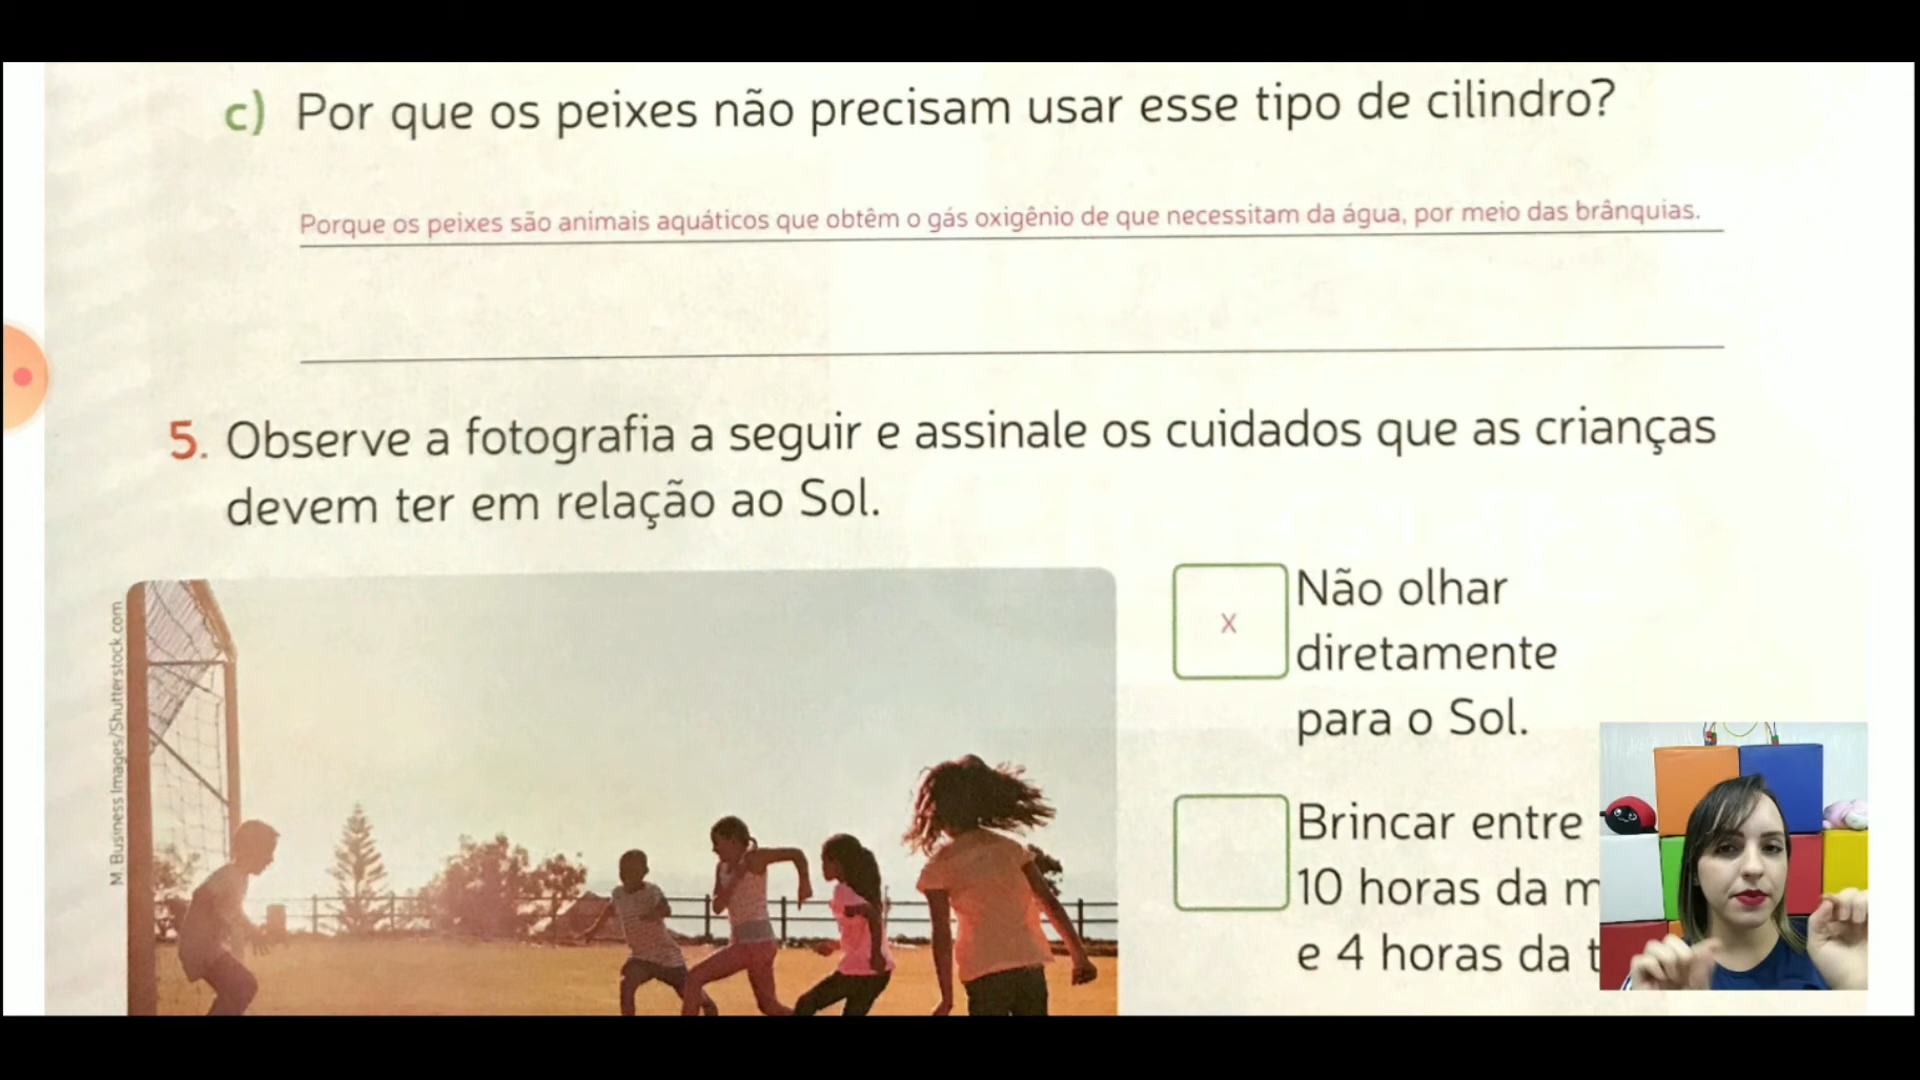 c) Por que os peixes não precisam usar esse tipo de cilindro?
Porque os peixes são animais aquáticos que obtêm o gás oxigênio de que necessitam da água, por meio das brânquias.
5. Observe a fotografia a seguir e assinale os cuidados que as crianças
devem ter em relação ao Sol.
M. Business Images/Shutterstock.com
x
Não olhar
diretamente
para o Sol.
Brincar entre
10 horas da
e 4 horas da